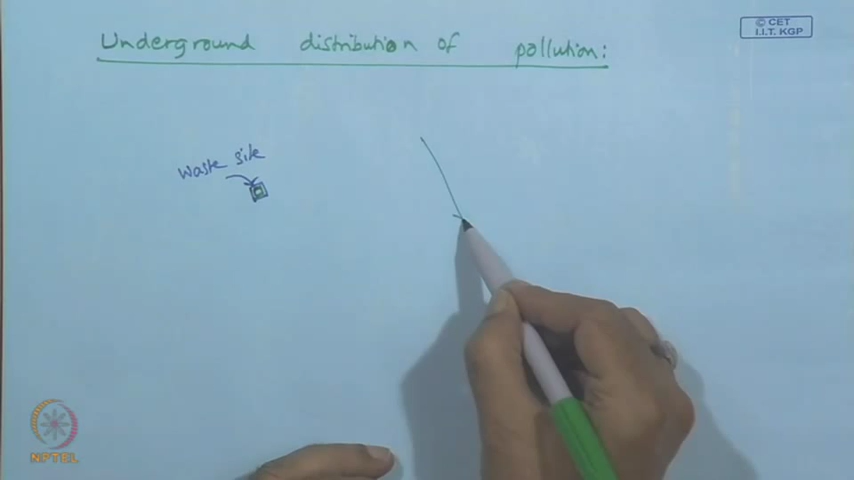 Underground distribution of pollution:
© CET
I.I.T. KGP
Waste site
NPTEL